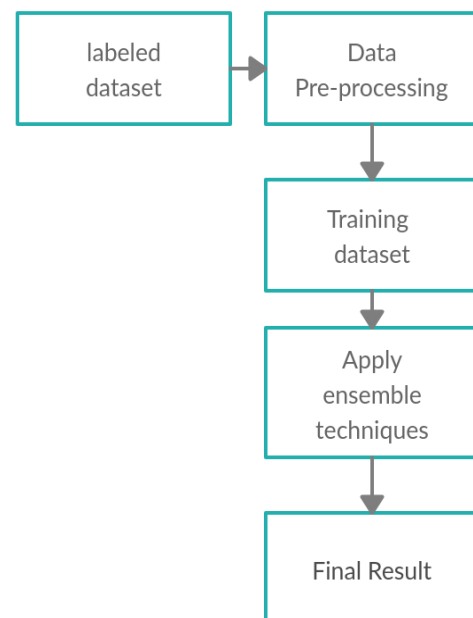 labeled
dataset
Data
Pre-processing
Training
dataset
Apply
ensemble
techniques
Final Result